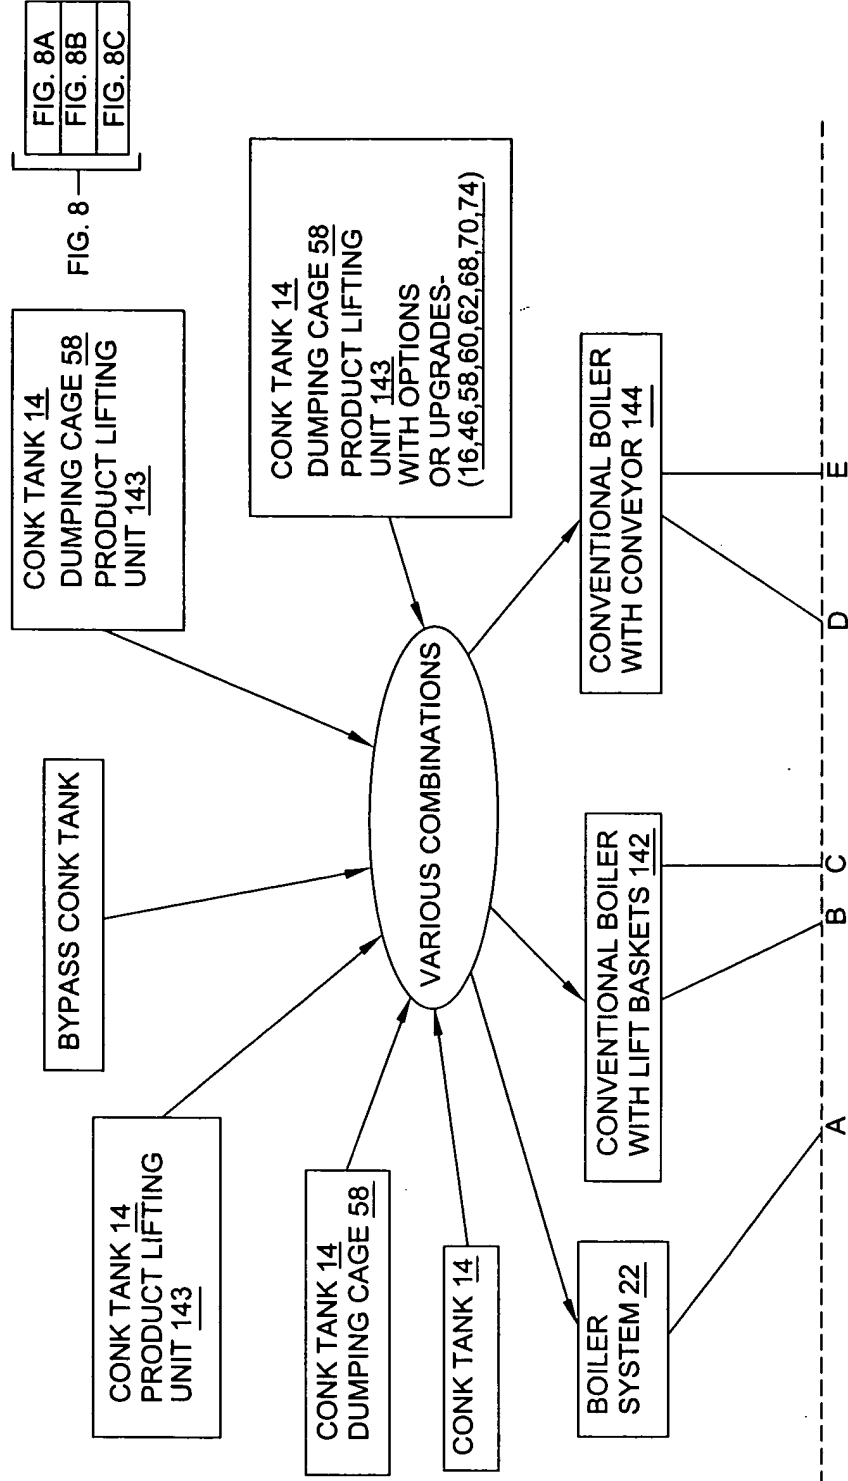 CONK TANK 14
PRODUCT LIFTING
UNIT 143
BYPASS CONK TANK
CONK TANK 14
DUMPING CAGE 58
PRODUCT LIFTING
UNIT 143
FIG. 8
FIG. 8A
FIG. 8B
FIG. 8C
CONK TANK 14
DUMPING CAGE 58
CONK TANK 14
VARIOUS COMBINATIONS
CONK TANK 14
DUMPING CAGE 58
PRODUCT LIFTING
UNIT 143
WITH OPTIONS
OR UPGRADES-
(16,46,58,60,62,68,70,74)
BOILER
SYSTEM 22
CONVENTIONAL BOILER
WITH LIFT BASKETS 142
CONVENTIONAL BOILER
WITH CONVEYOR 144
A
B
C
D
E